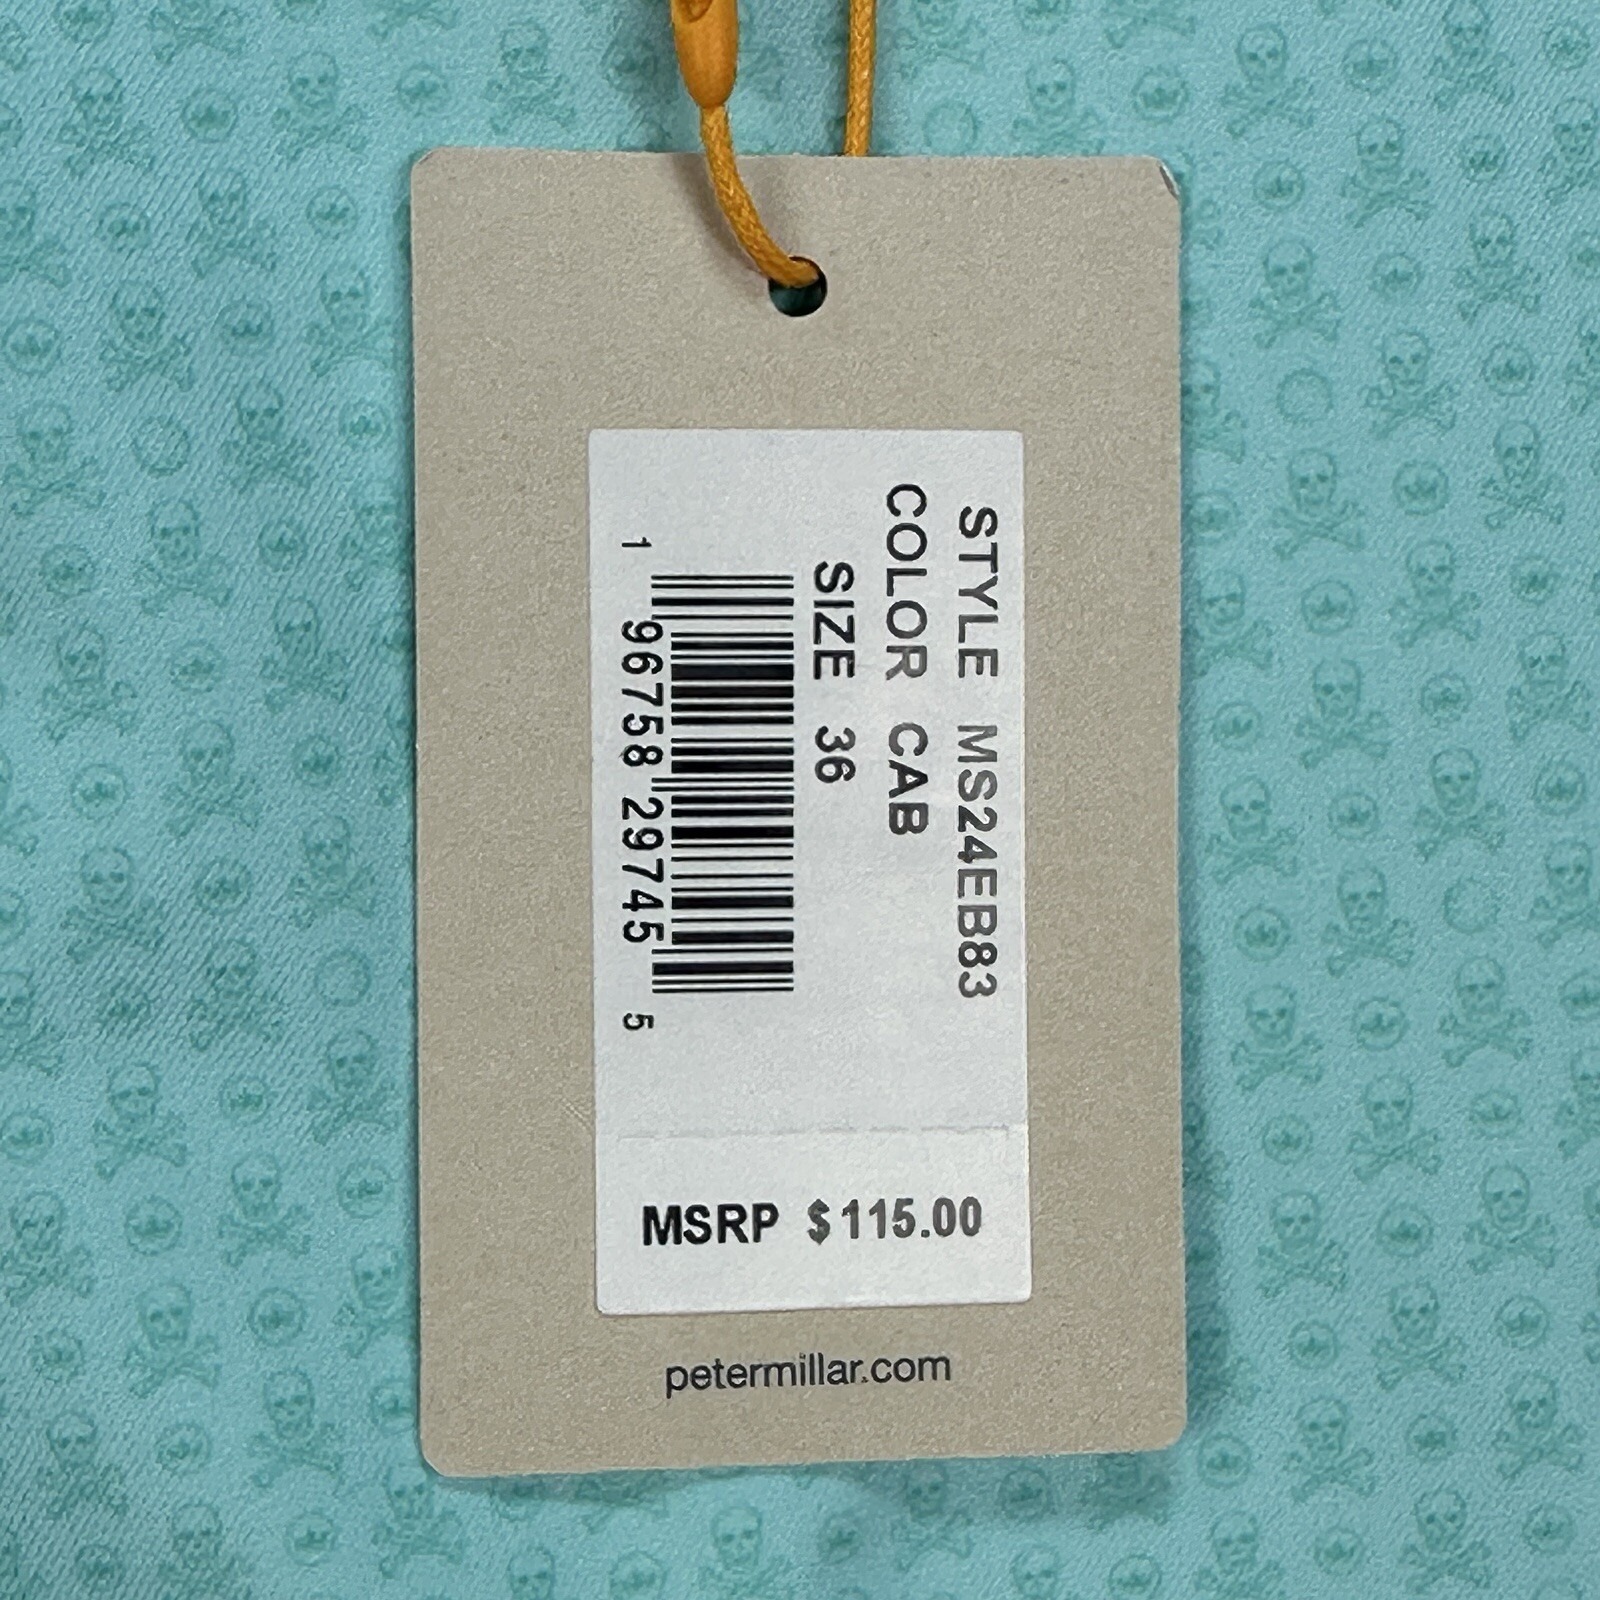 STYLE MS24EB83
COLOR CAB
SIZE 36
1 96758 29745 5
MSRP $115.00
petermillar.com